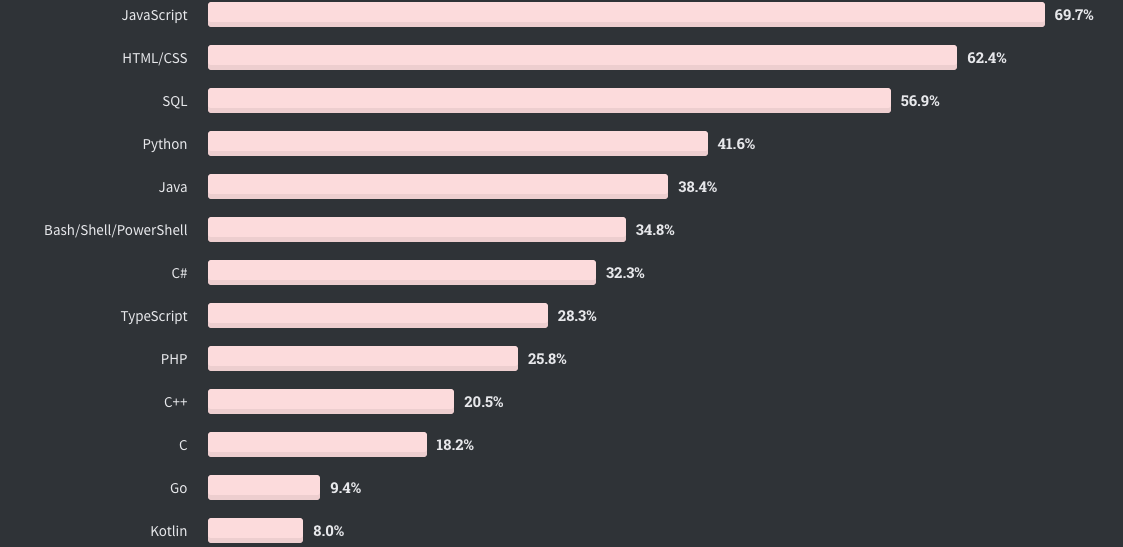 JavaScript 69.7%
HTML/CSS 62.4%
SQL 56.9%
Python 41.6%
Java 38.4%
Bash/Shell/PowerShell 34.8%
C# 32.3%
TypeScript 28.3%
PHP 25.8%
C++ 20.5%
C 18.2%
Go 9.4%
Kotlin 8.0%